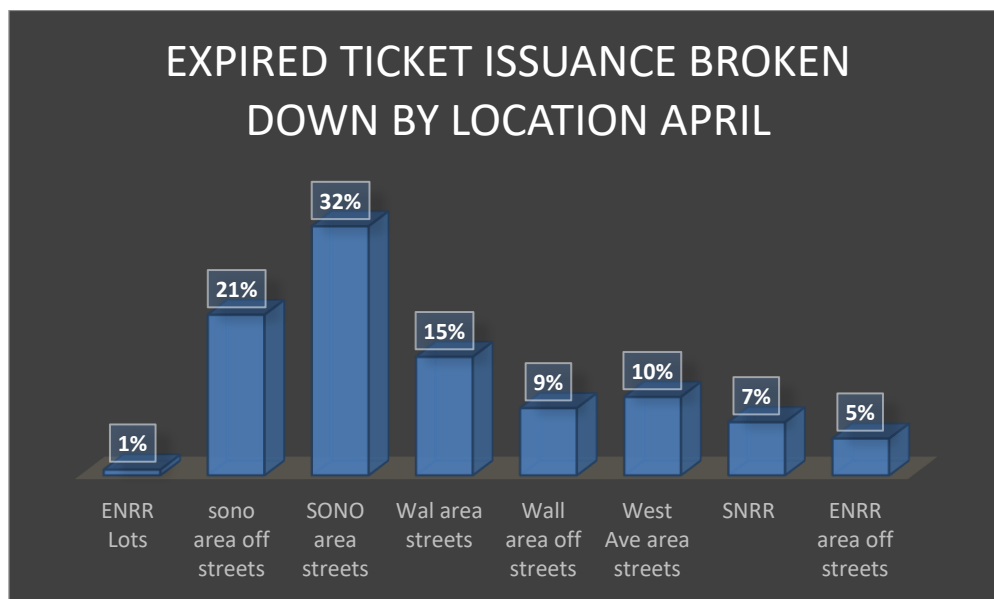 EXPIRED TICKET ISSUANCE BROKEN
DOWN BY LOCATION APRIL
1%
21%
32%
15%
9%
10%
7%
5%
ENRR
Lots
sono
area off
streets
SONO
area
streets
Wal area
streets
Wall
area off
streets
West
Ave area
streets
SNRR
ENRR
area off
streets